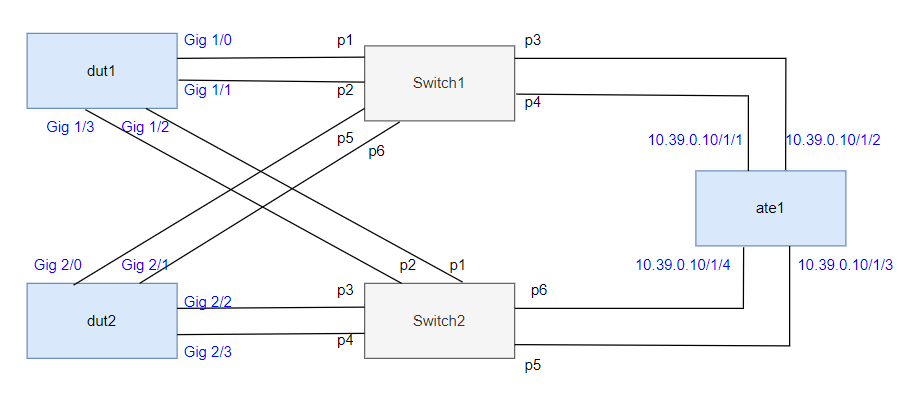 Gig 1/0
p1
p3
dut1
Switch1
Gig 1/1
p2
p4
Gig 1/3
Gig 1/2
p5
p6
10.39.0.10/1/1
10.39.0.10/1/2
ate1
Gig 2/0
Gig 2/1
p2
p1
10.39.0.10/1/4
10.39.0.10/1/3
p3
p6
Gig 2/2
dut2
Switch2
p4
Gig 2/3
p5